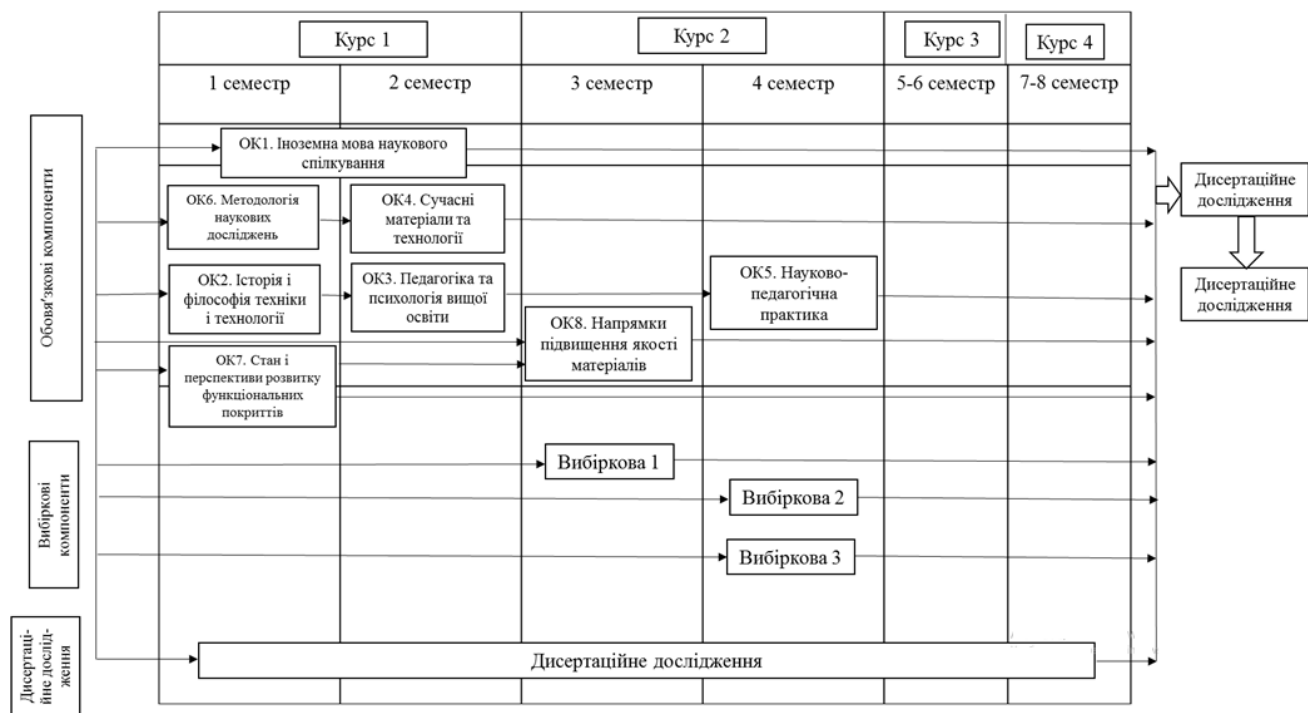 Курс 1
Курс 2
Курс 3
Курс 4
1 семестр
2 семестр
3 семестр
4 семестр
5-6 семестр
7-8 семестр
Обовя'зкові компоненти
ОК1. Іноземна мова наукового
спілкування
ОК6. Методологія
наукових
досліджень
ОК4. Сучасні
матеріали та
технології
Дисертаційне
дослідження
ОК2. Історія і
філософія техніки
і технології
ОК3. Педагогіка та
психологія вищої
освіти
ОК5. Науково-
педагогічна
практика
Дисертаційне
дослідження
ОК8. Напрямки
підвищення якості
матеріалів
ОК7. Стан і
перспективи розвитку
функціональних
покриттів
Вибіркові
компоненти
Вибіркова 1
Вибіркова 2
Вибіркова 3
Дисертаці-
йне дослід-
ження
Дисертаційне дослідження